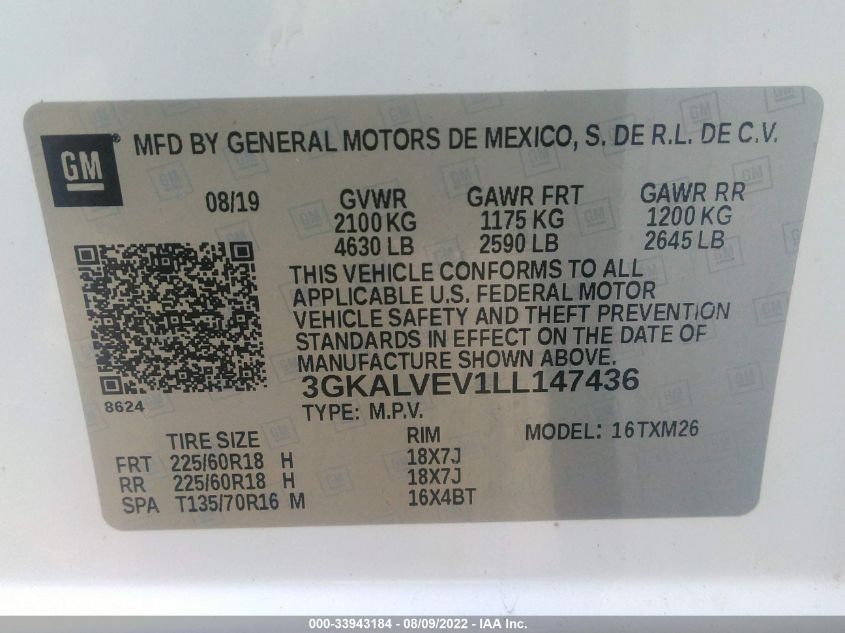 GM ® MFD BY GENERAL MOTORS DE MEXICO, S. DE R.L. DE C.V.
08/19 GVWR GAWR FRT GAWR RR
2100 KG 1175 KG 1200 KG
4630 LB 2590 LB 2645 LB
THIS VEHICLE CONFORMS TO ALL
APPLICABLE U.S. FEDERAL MOTOR
VEHICLE SAFETY AND THEFT PREVENTION
STANDARDS IN EFFECT ON THE DATE OF
MANUFACTURE SHOWN ABOVE.
3GKALVEV1LL147436
8624
TYPE: M.P.V.
TIRE SIZE RIM MODEL: 16TXM26
FRT 225/60R18 H 18X7J
RR 225/60R18 H 18X7J
SPA T135/70R16 M 16X4BT
000-33943184 - 08/09/2022 - IAA Inc.